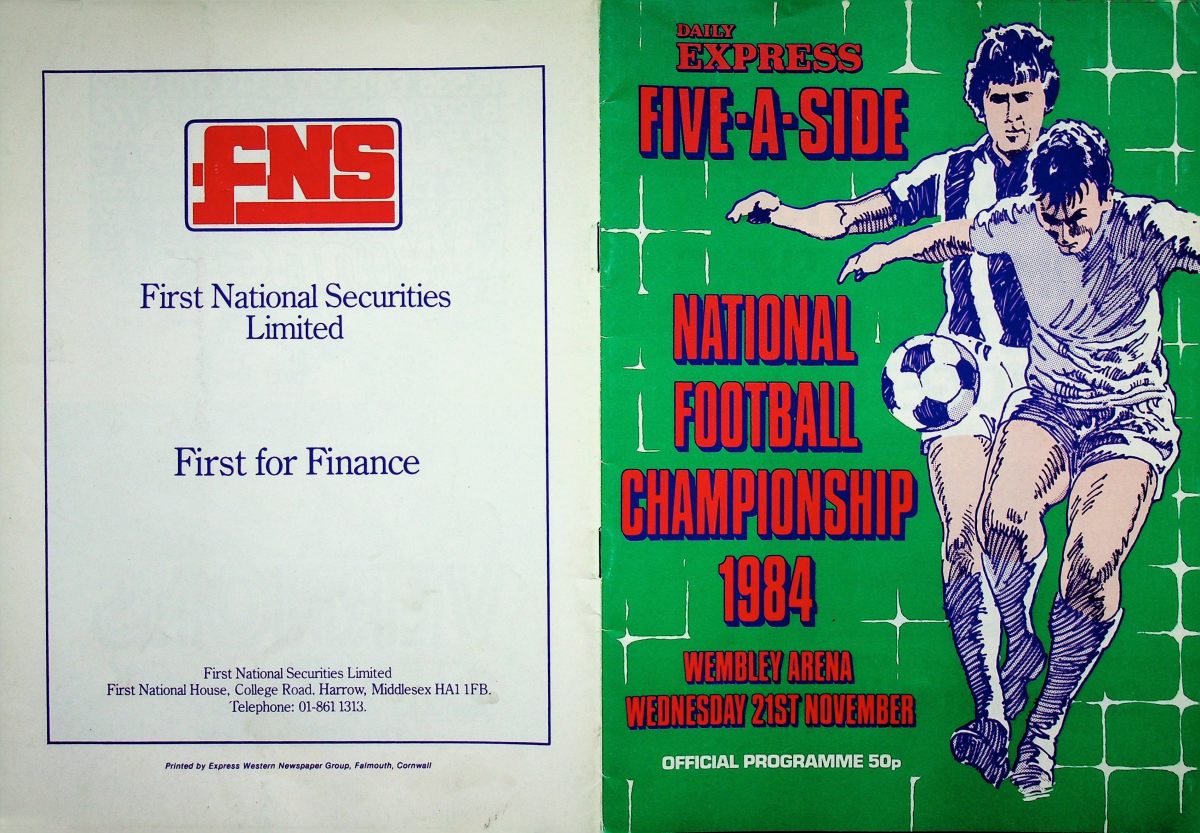 FNS
First National Securities
Limited
First for Finance
First National Securities Limited
First National House, College Road. Harrow, Middlesex HA1 1FB.
Telephone: 01-861 1313.
Printed by Express Western Newspaper Group, Falmouth, Cornwall
DAILY
EXPRESS
FIVE-A-SIDE
NATIONAL
FOOTBALL
CHAMPIONSHIP
1984
WEMBLEY ARENA
WEDNESDAY 21ST NOVEMBER
OFFICIAL PROGRAMME 50p